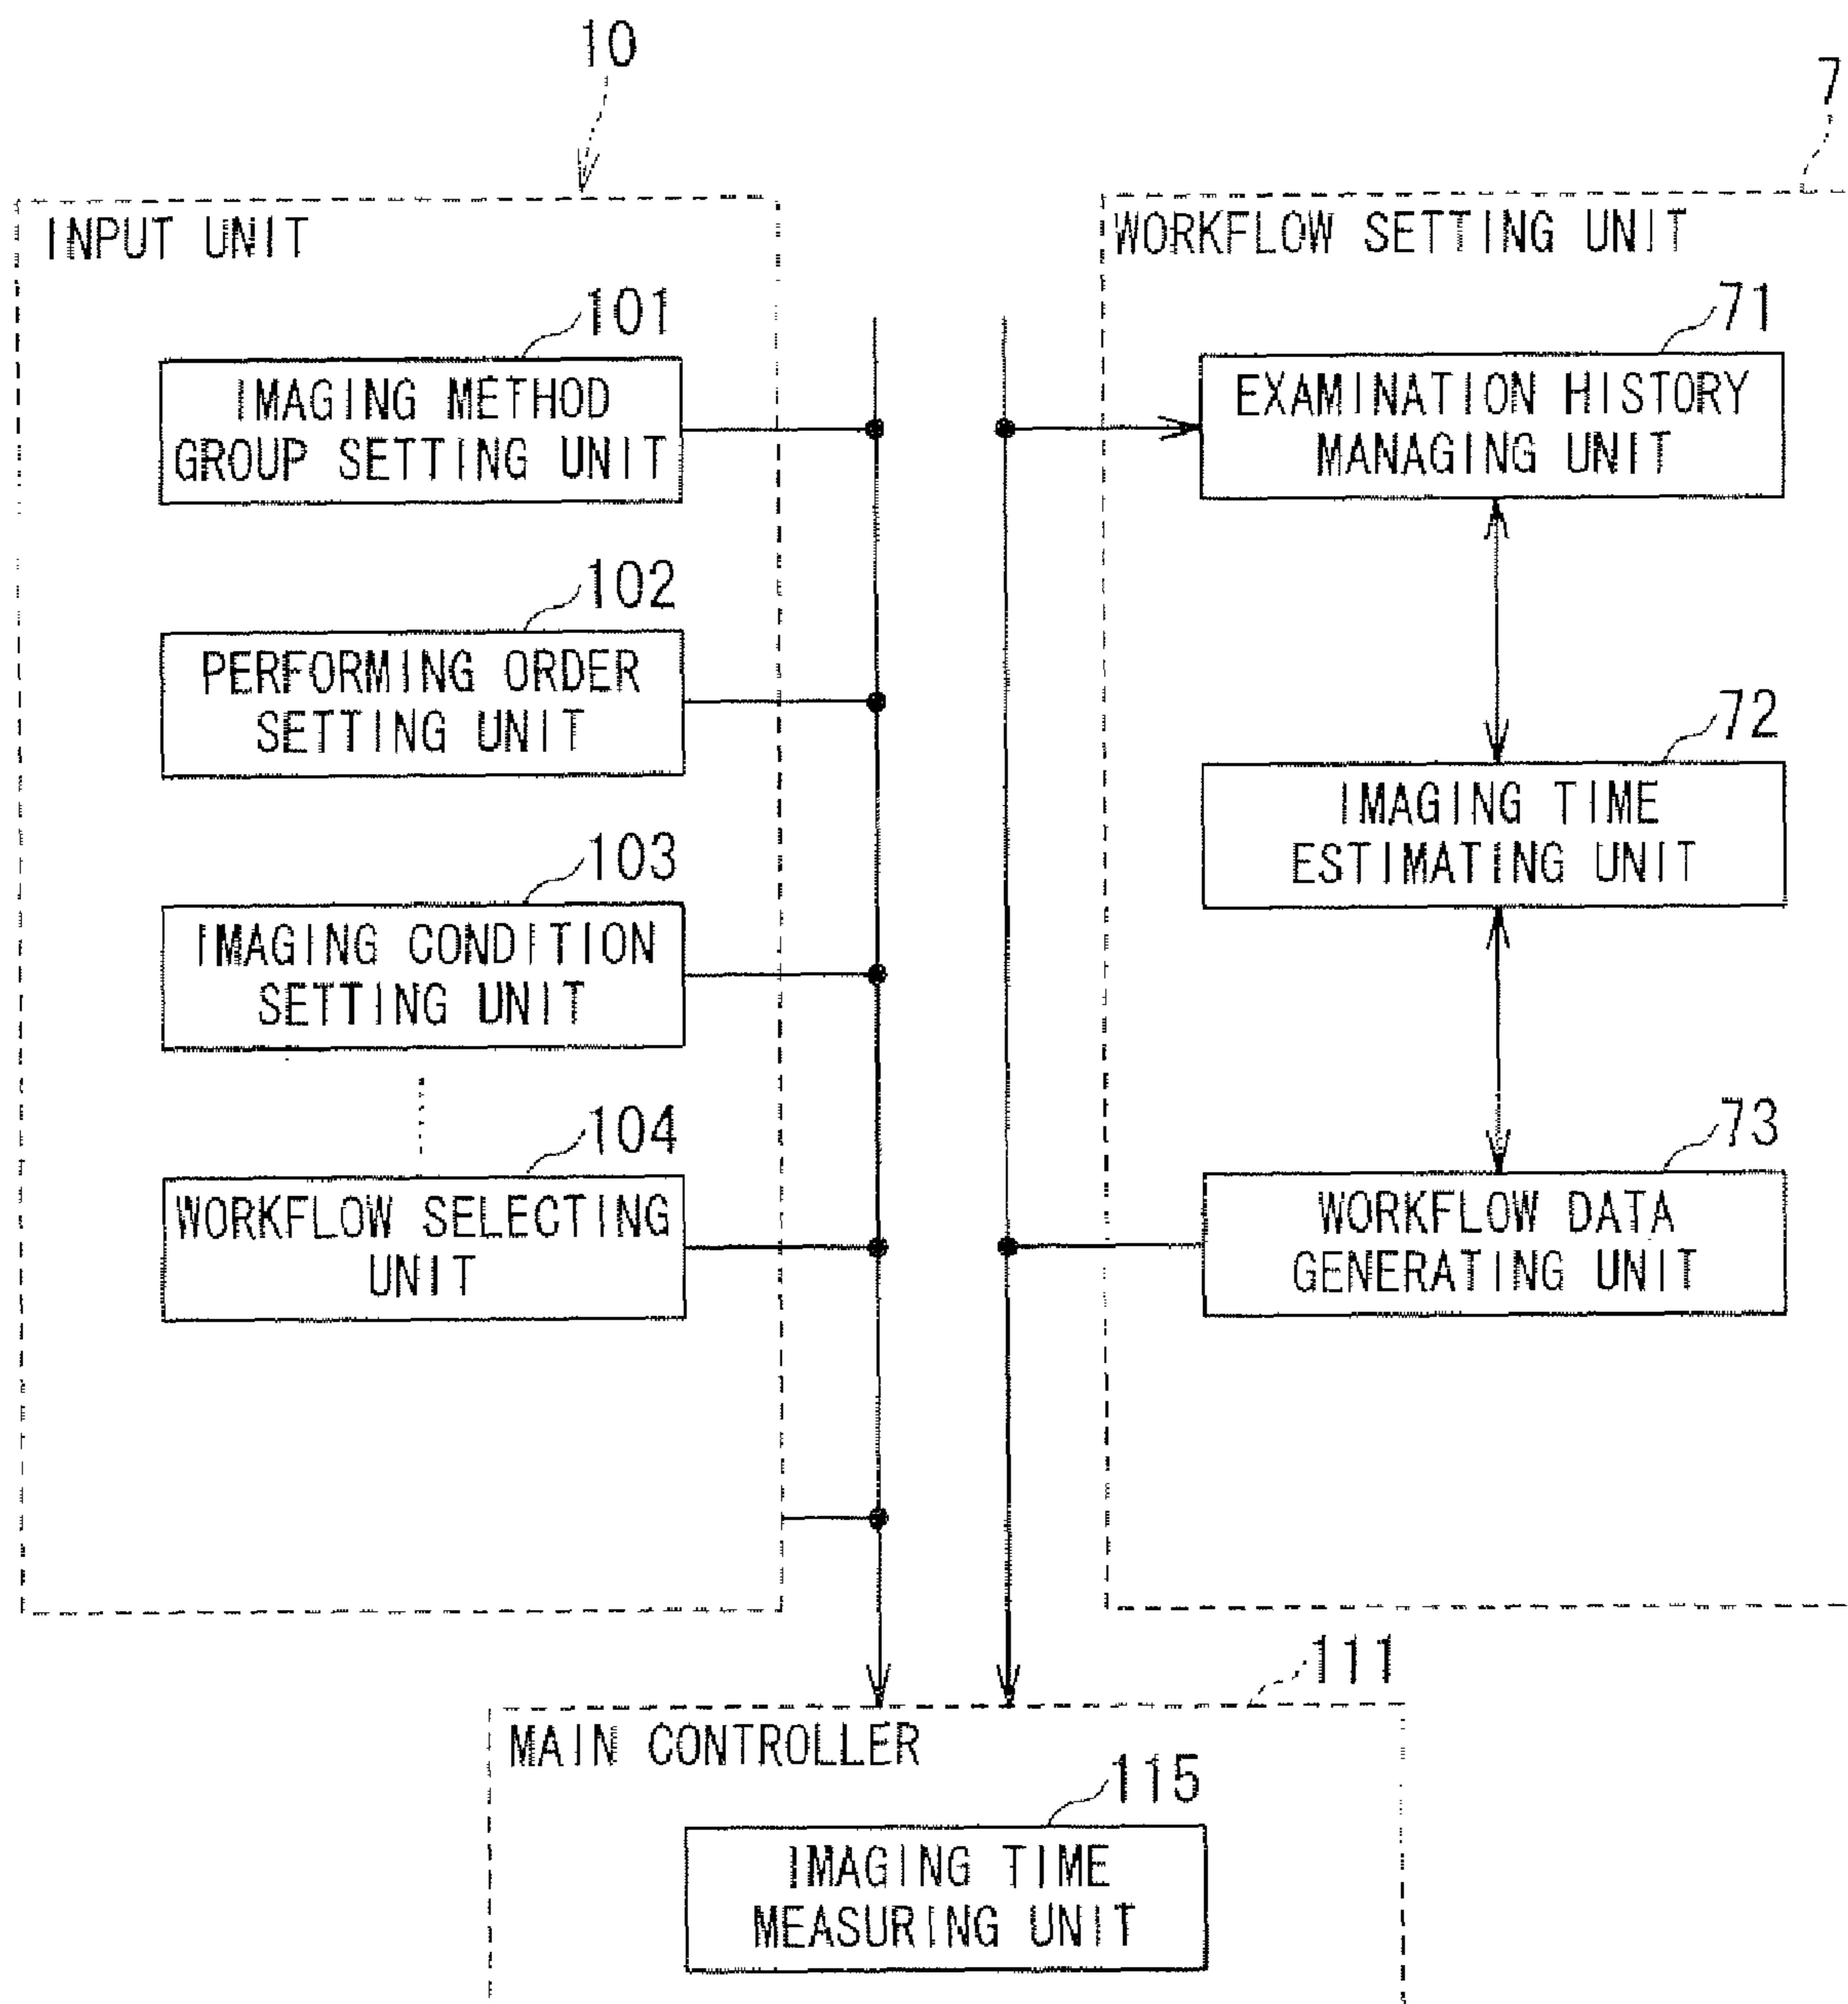 10
7
INPUT UNIT
101
IMAGING METHOD
GROUP SETTING UNIT
102
PERFORMING ORDER
SETTING UNIT
103
IMAGING CONDITION
SETTING UNIT
104
WORKFLOW SELECTING
UNIT
WORKFLOW SETTING UNIT
71
EXAMINATION HISTORY
MANAGING UNIT
72
IMAGING TIME
ESTIMATING UNIT
73
WORKFLOW DATA
GENERATING UNIT
111
MAIN CONTROLLER
115
IMAGING TIME
MEASURING UNIT